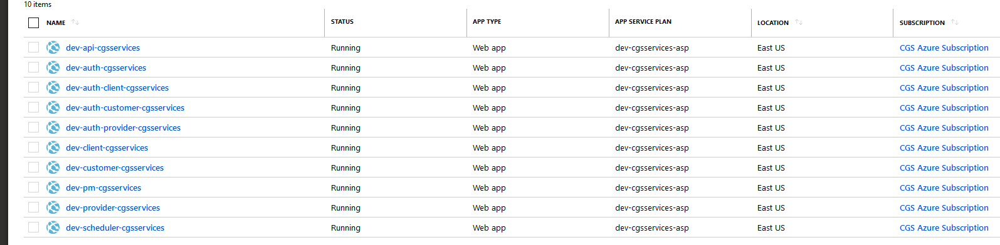 10 items
NAME STATUS APP TYPE APP SERVICE PLAN LOCATION SUBSCRIPTION
dev-api-cgsservices Running Web app dev-cgsservices-asp East US CGS Azure Subscription
dev-auth-cgsservices Running Web app dev-cgsservices-asp East US CGS Azure Subscription
dev-auth-client-cgsservices Running Web app dev-cgsservices-asp East US CGS Azure Subscription
dev-auth-customer-cgsservices Running Web app dev-cgsservices-asp East US CGS Azure Subscription
dev-auth-provider-cgsservices Running Web app dev-cgsservices-asp East US CGS Azure Subscription
dev-client-cgsservices Running Web app dev-cgsservices-asp East US CGS Azure Subscription
dev-customer-cgsservices Running Web app dev-cgsservices-asp East US CGS Azure Subscription
dev-pm-cgsservices Running Web app dev-cgsservices-asp East US CGS Azure Subscription
dev-provider-cgsservices Running Web app dev-cgsservices-asp East US CGS Azure Subscription
dev-scheduler-cgsservices Running Web app dev-cgsservices-asp East US CGS Azure Subscription